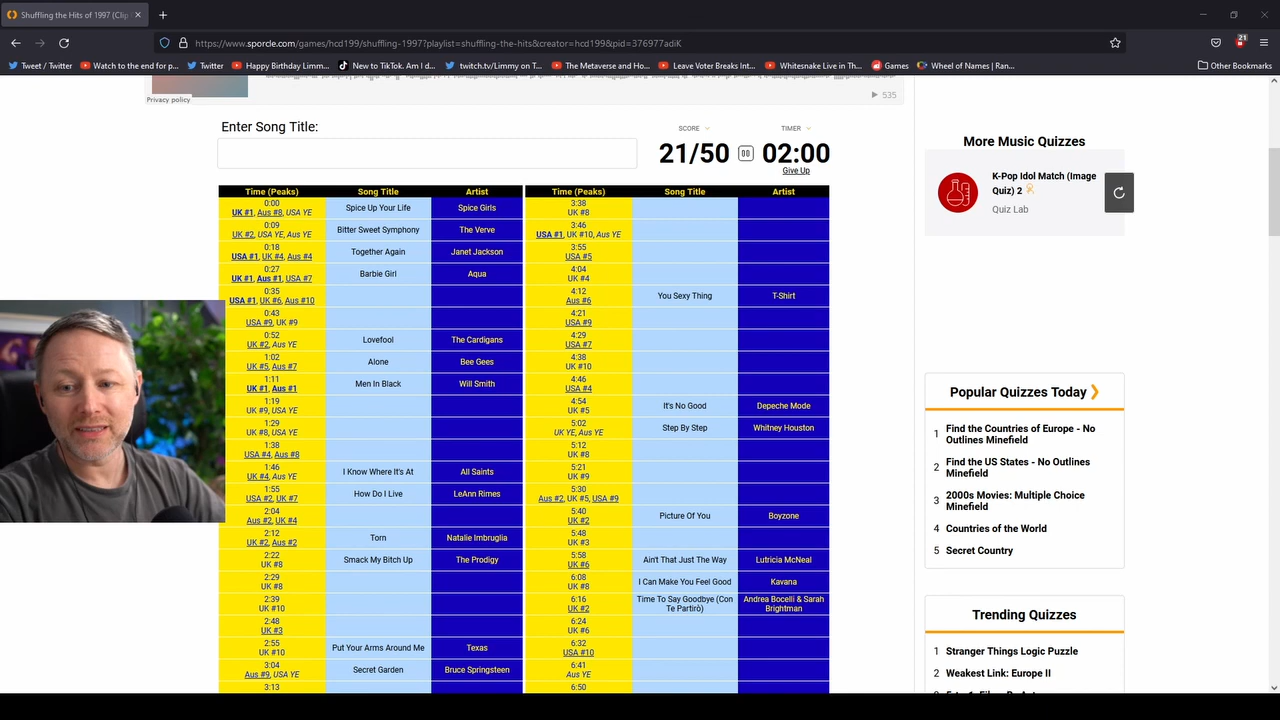 Shuffling the Hits of 1997 (Clip
https://www.sporcle.com/games/hcd199/shuffling-1997?playlist=shuffling-the-hits&creator=hcd199&pid=376977adiK
21
Tweet / Twitter
Watch to the end for p...
Twitter
Happy Birthday Limm...
New to TikTok. Am I d...
twitch.tv/Limmy on T...
The Metaverse and Ho...
Leave Voter Breaks Int...
Whitesnake Live in Th...
Games
Wheel of Names | Ran...
Other Bookmarks
Privacy policy
535
Enter Song Title:
SCORE
21/50
TIMER
02:00
Give Up
Time (Peaks) Song Title Artist
0:00
UK #1, Aus #8, USA YE
Spice Up Your Life Spice Girls
0:09
UK #2, USA YE, Aus YE
Bitter Sweet Symphony The Verve
0:18
USA #1, UK #4, Aus #4
Together Again Janet Jackson
0:27
UK #1, Aus #1, USA #7
Barbie Girl Aqua
0:35
USA #1, UK #6, Aus #10
0:43
USA #9, UK #9
0:52
UK #2, Aus YE
Lovefool The Cardigans
1:02
UK #5, Aus #7
Alone Bee Gees
1:11
UK #1, Aus #1
Men In Black Will Smith
1:19
UK #9, USA YE
1:29
UK #8, USA YE
1:38
USA #4, Aus #8
1:46
UK #4, Aus YE
I Know Where It's At All Saints
1:55
USA #2, UK #7
How Do I Live LeAnn Rimes
2:04
Aus #2, UK #4
2:12
UK #2, Aus #2
Torn Natalie Imbruglia
2:22
UK #8
Smack My Bitch Up The Prodigy
2:29
UK #8
2:39
UK #10
2:48
UK #3
2:55
UK #10
Put Your Arms Around Me Texas
3:04
Aus #9, USA YE
Secret Garden Bruce Springsteen
3:13
Time (Peaks) Song Title Artist
3:38
UK #8
3:46
USA #1, UK #10, Aus YE
3:55
USA #5
4:04
UK #4
4:12
Aus #6
You Sexy Thing T-Shirt
4:21
USA #9
4:29
USA #7
4:38
UK #10
4:46
USA #4
4:54
UK #5
It's No Good Depeche Mode
5:02
UK YE, Aus YE
Step By Step Whitney Houston
5:12
UK #8
5:21
UK #9
5:30
Aus #2, UK #5, USA #9
5:40
UK #2
Picture Of You Boyzone
5:48
UK #3
5:58
UK #6
Ain't That Just The Way Lutricia McNeal
6:08
UK #8
I Can Make You Feel Good Kavana
6:16
UK #2
Time To Say Goodbye (Con
Te Partirò)
Andrea Bocelli & Sarah
Brightman
6:24
UK #6
6:32
USA #10
6:41
Aus YE
6:50
More Music Quizzes
K-Pop Idol Match (Image
Quiz) 2
Quiz Lab
Popular Quizzes Today
1 Find the Countries of Europe - No
Outlines Minefield
2 Find the US States - No Outlines
Minefield
3 2000s Movies: Multiple Choice
Minefield
4 Countries of the World
5 Secret Country
Trending Quizzes
1 Stranger Things Logic Puzzle
2 Weakest Link: Europe II